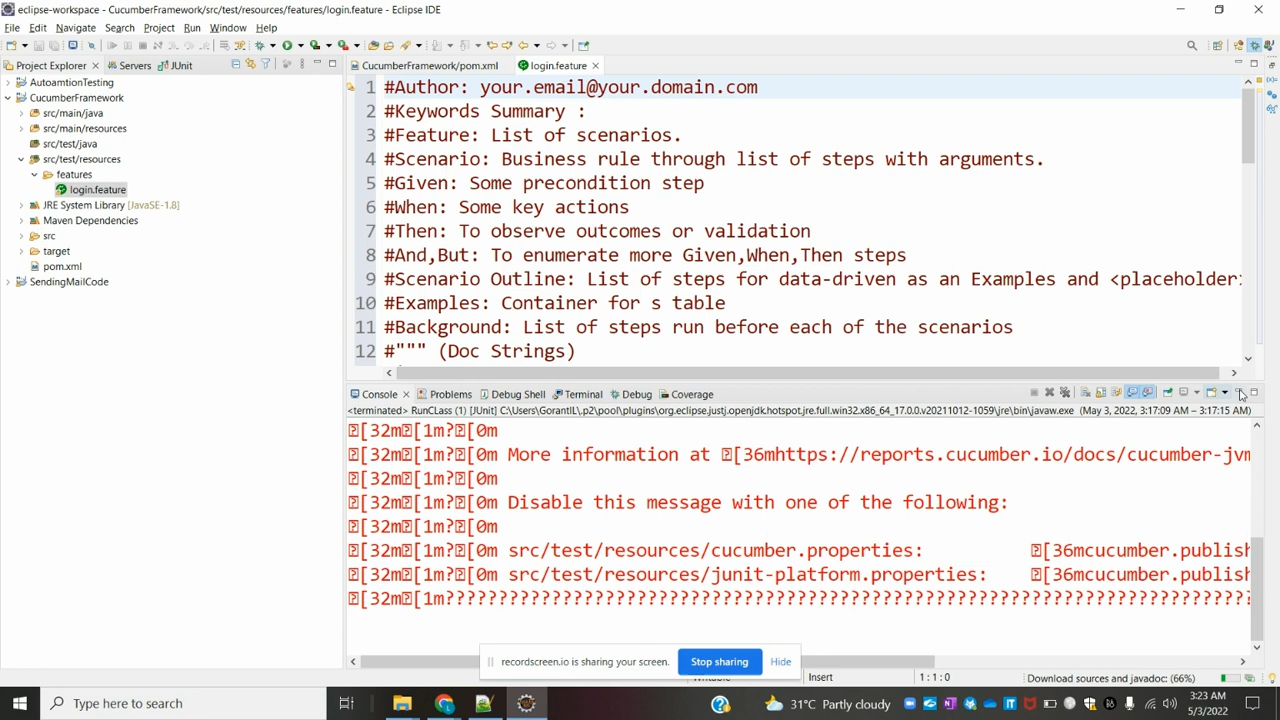 eclipse-workspace - CucumberFramework/src/test/resources/features/login.feature - Eclipse IDE
File Edit Navigate Search Project Run Window Help
Project Explorer Servers JUnit
CucumberFramework/pom.xml login.feature
AutoamtionTesting
CucumberFramework
src/main/java
src/main/resources
src/test/java
src/test/resources
features
login.feature
JRE System Library [JavaSE-1.8]
Maven Dependencies
src
target
pom.xml
SendingMailCode
1 #Author: your.email@your.domain.com
2 #Keywords Summary :
3 #Feature: List of scenarios.
4 #Scenario: Business rule through list of steps with arguments.
5 #Given: Some precondition step
6 #When: Some key actions
7 #Then: To observe outcomes or validation
8 #And,But: To enumerate more Given,When,Then steps
9 #Scenario Outline: List of steps for data-driven as an Examples and <placeholder>
10 #Examples: Container for s table
11 #Background: List of steps run before each of the scenarios
12 #""" (Doc Strings)
Console Problems Debug Shell Terminal Debug Coverage
<terminated> RunCLass (1) [JUnit] C:\Users\GorantlL\.p2\pool\plugins\org.eclipse.justj.openjdk.hotspot.jre.full.win32.x86_64_17.0.0.v20211012-1059\jre\bin\javaw.exe (May 3, 2022, 3:17:09 AM – 3:17:15 AM)
[32m[1m?[0m
[32m[1m?[0m More information at [36mhttps://reports.cucumber.io/docs/cucumber-jvm
[32m[1m?[0m
[32m[1m?[0m Disable this message with one of the following:
[32m[1m?[0m
[32m[1m?[0m src/test/resources/cucumber.properties: [36mcucumber.publish
[32m[1m?[0m src/test/resources/junit-platform.properties: [36mcucumber.publish
[32m[1m????????????????????????????????????????????????????????????????????????????
recordscreen.io is sharing your screen. Stop sharing Hide
Writable Insert 1 : 1 : 0 Download sources and javadoc: (66%)
Type here to search
31°C Partly cloudy
3:23 AM
5/3/2022